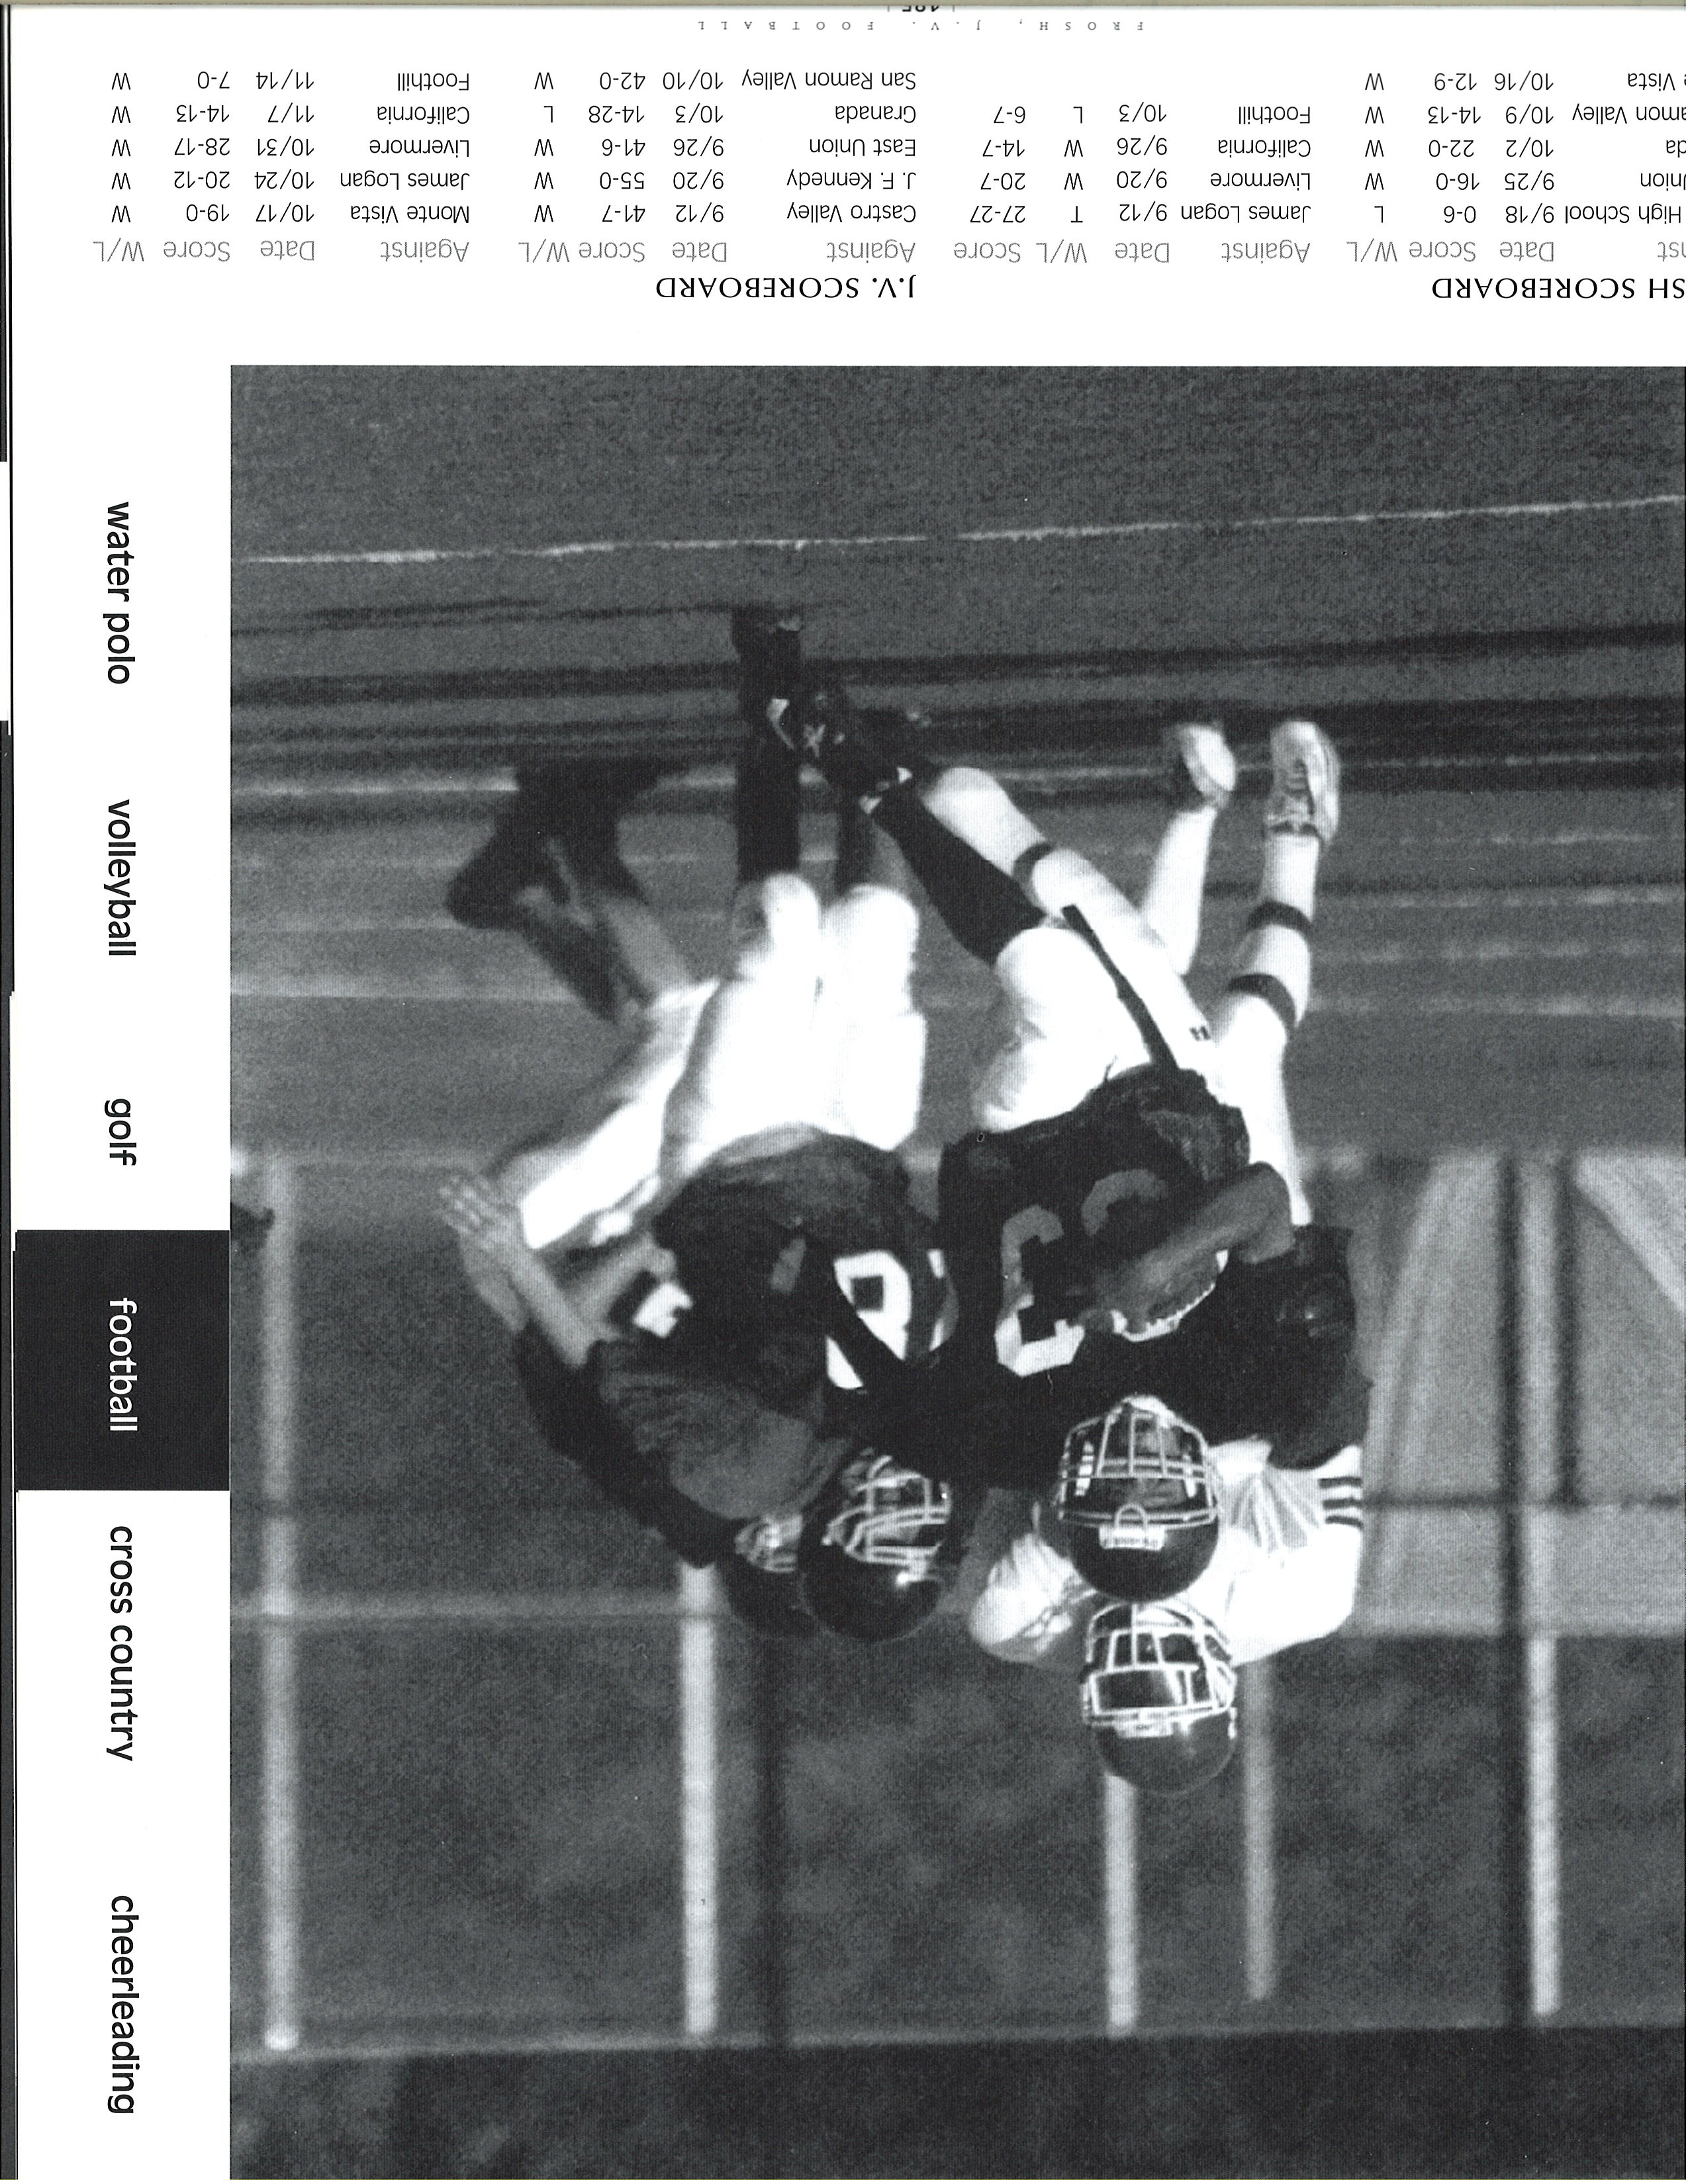 cheerleading
cross country
football
golf
volleyball
water polo
SH SCOREBOARD
Date Score W/L Against Date W/L Score
High School 9/18 0-6 L James Logan 9/12 T 27-27
Union 9/25 16-0 W Livermore 9/20 W 20-7
10/2 22-0 W California 9/26 W 14-7
amon Valley 10/9 14-13 W Foothill 10/3 L 6-7
Vista 10/16 12-9 W
J.V. SCOREBOARD
Against Date Score W/L Against Date Score W/L
Castro Valley 9/12 41-7 W Monte Vista 10/17 19-0 W
J. F. Kennedy 9/20 55-0 W James Logan 10/24 20-12 W
East Union 9/26 41-6 W Livermore 10/31 28-17 W
Granada 10/3 14-28 L California 11/7 14-13 W
San Ramon Valley 10/10 42-0 W Foothill 11/14 7-0 W
FROSH, J.V. FOOTBALL